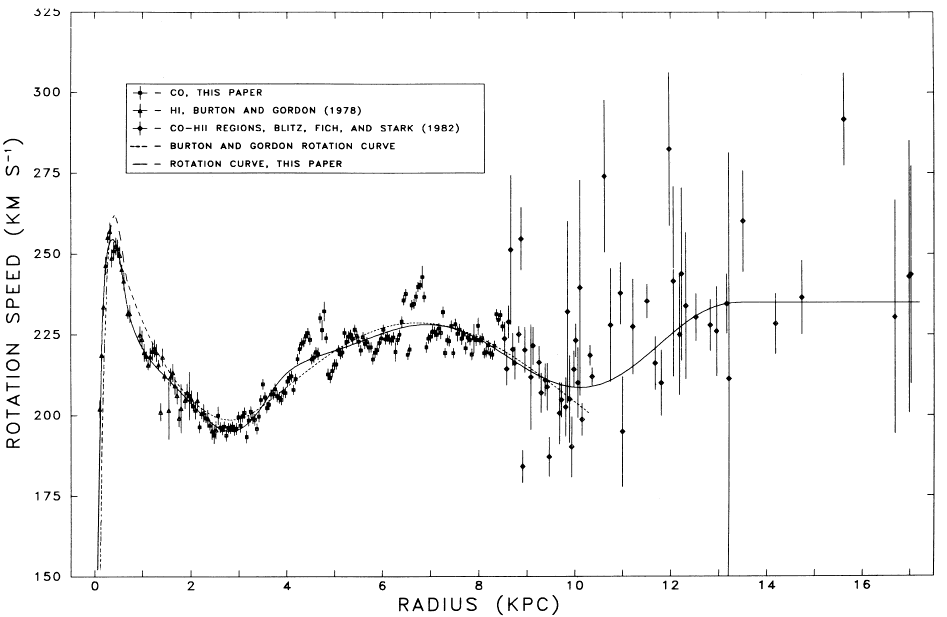 325
300
275
250
225
200
175
150
ROTATION SPEED (KM S⁻¹)
– CO, THIS PAPER
– HI, BURTON AND GORDON (1978)
– CO–HII REGIONS, BLITZ, FICH, AND STARK (1982)
– BURTON AND GORDON ROTATION CURVE
– ROTATION CURVE, THIS PAPER
0 2 4 6 8 10 12 14 16
RADIUS (KPC)